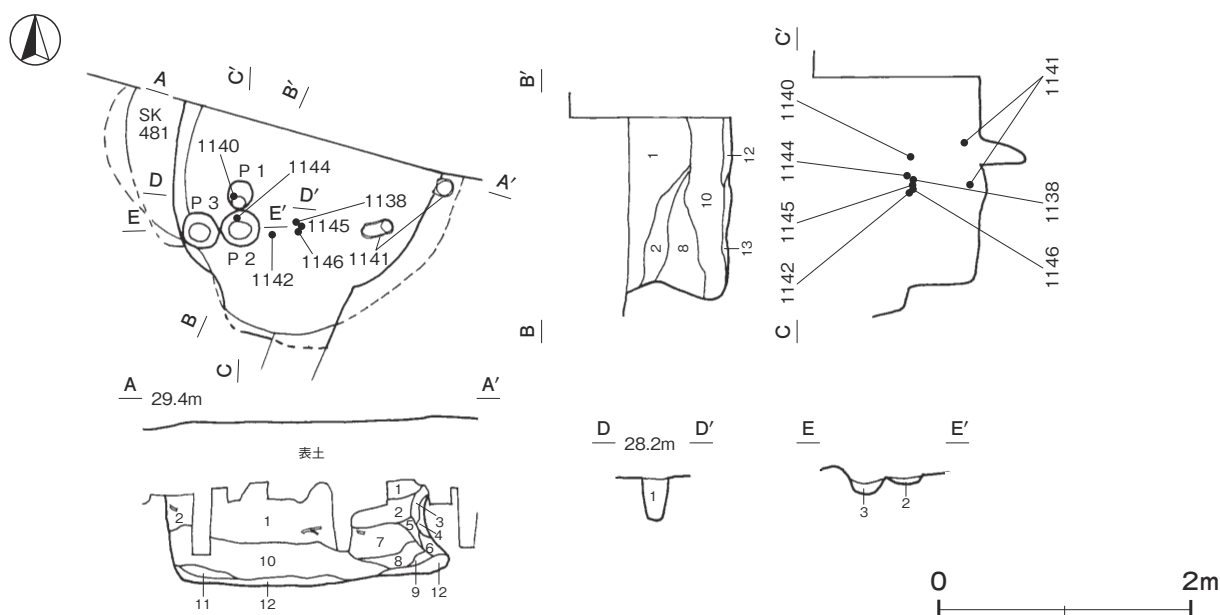 A
C′
B′
SK
481
1140
1144
P 1
A′
D
D′
1138
P 3
E′
E
1145
P 2
1146
1141
1142
B
C
B′
1
12
10
2
8
13
B
C′
1140
1141
1144
1145
1138
1142
1146
C
A
29.4m
A′
表土
1
2
1
2
3
5
4
7
6
10
8
9
12
11
12
D
28.2m
D′
1
E
E′
3
2
0
2m